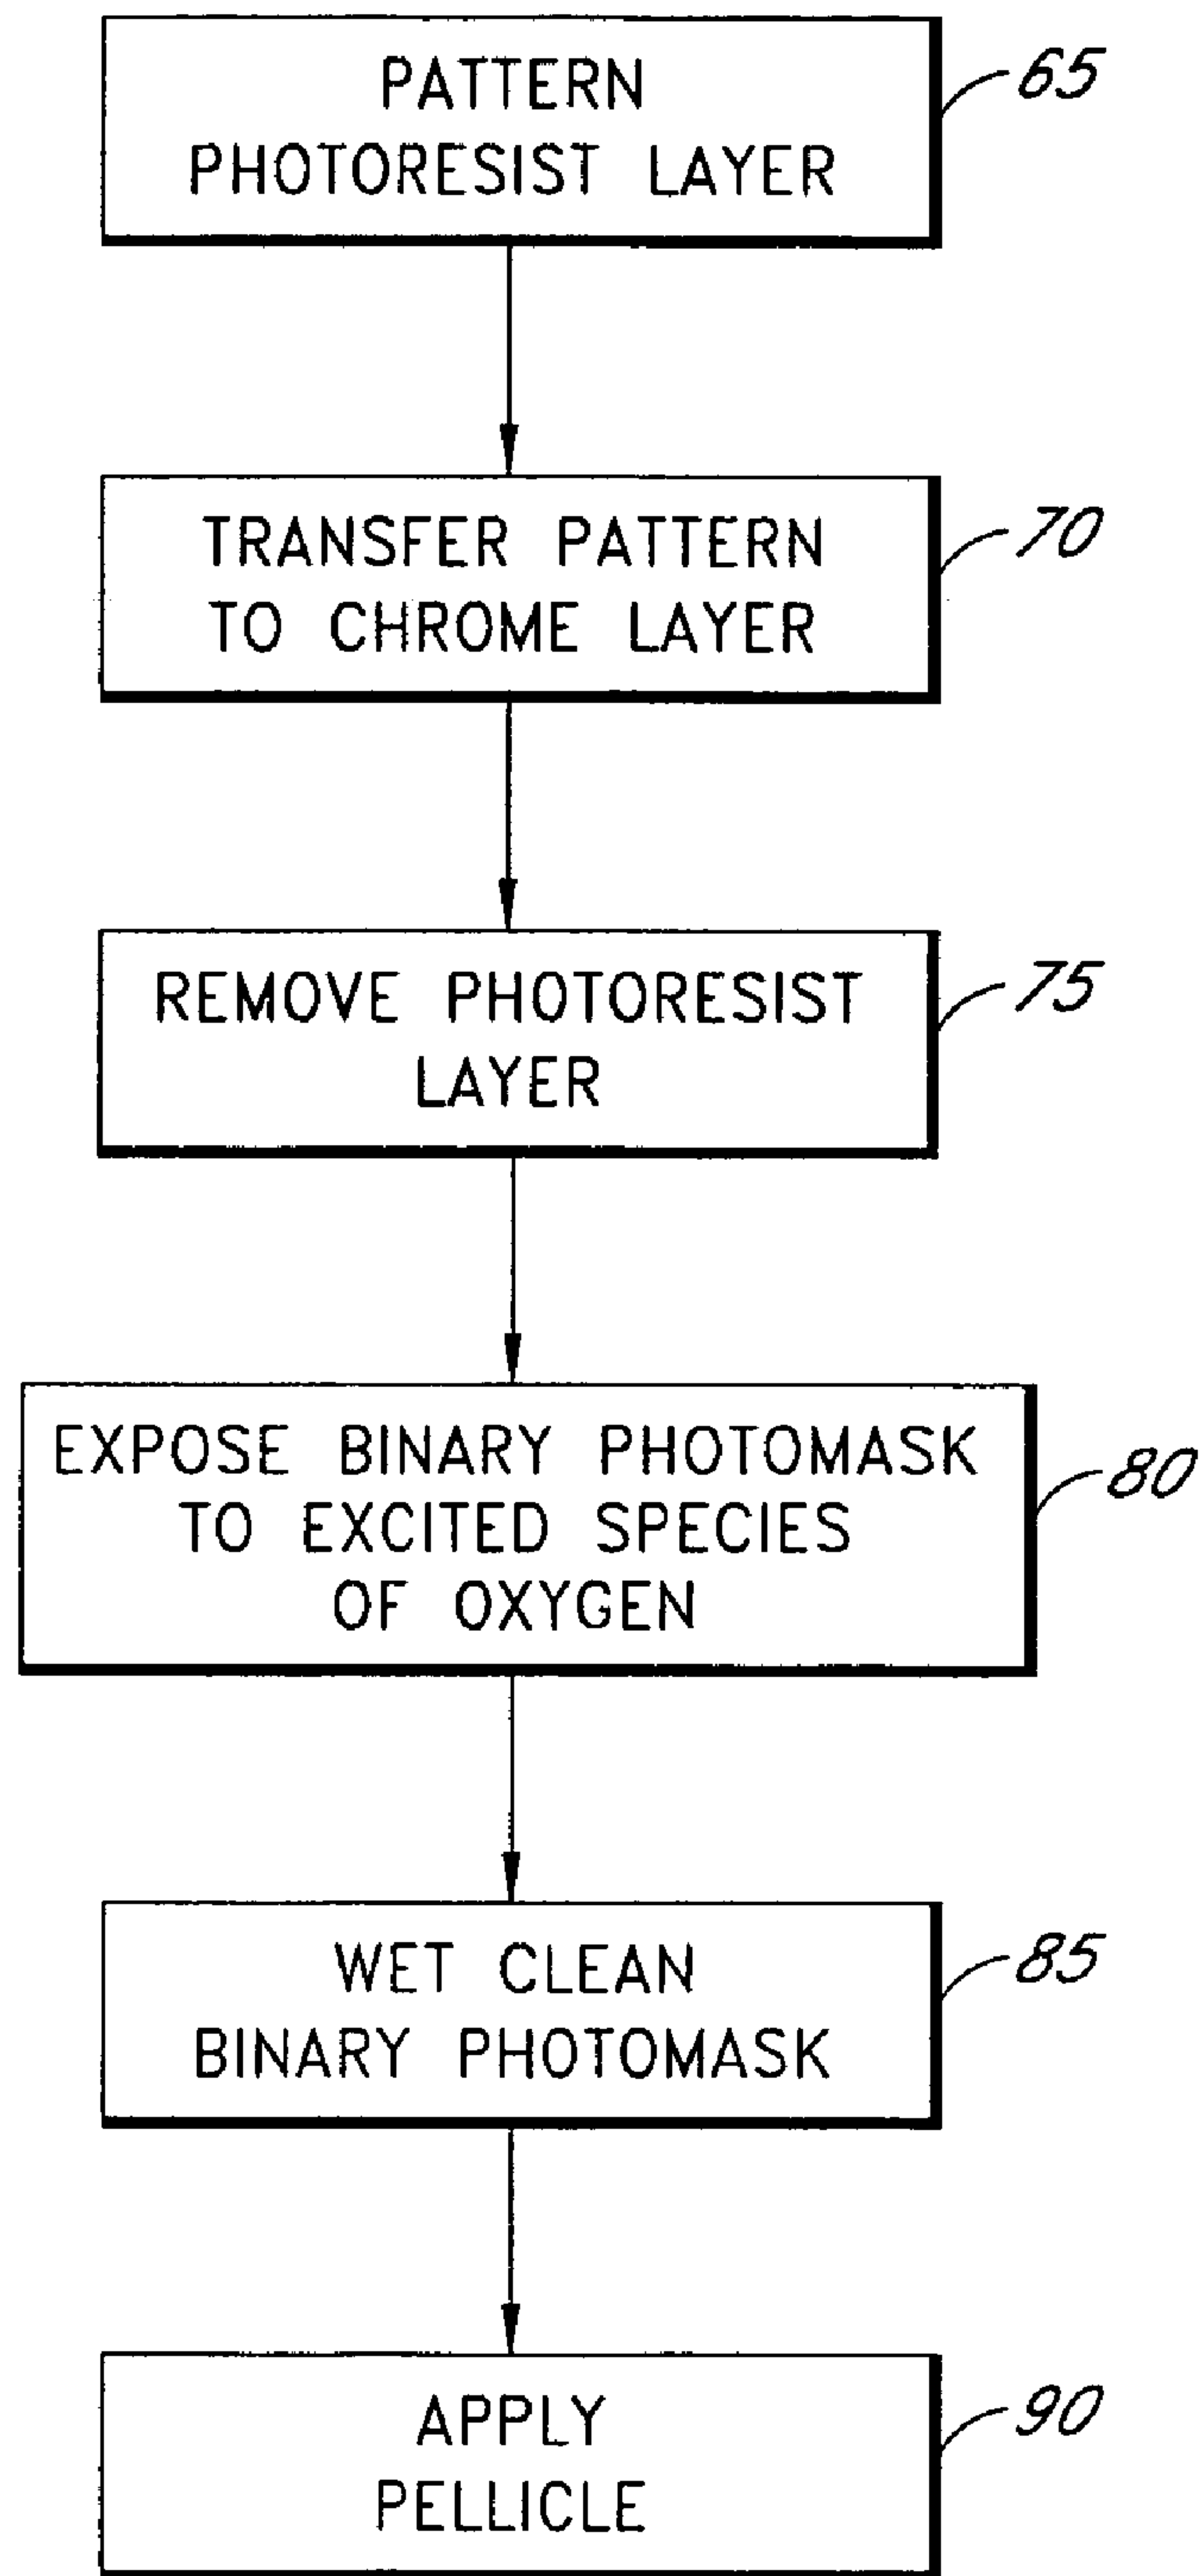 PATTERN
PHOTORESIST LAYER
65
TRANSFER PATTERN
TO CHROME LAYER
70
REMOVE PHOTORESIST
LAYER
75
EXPOSE BINARY PHOTOMASK
TO EXCITED SPECIES
OF OXYGEN
80
WET CLEAN
BINARY PHOTOMASK
85
APPLY
PELLICLE
90